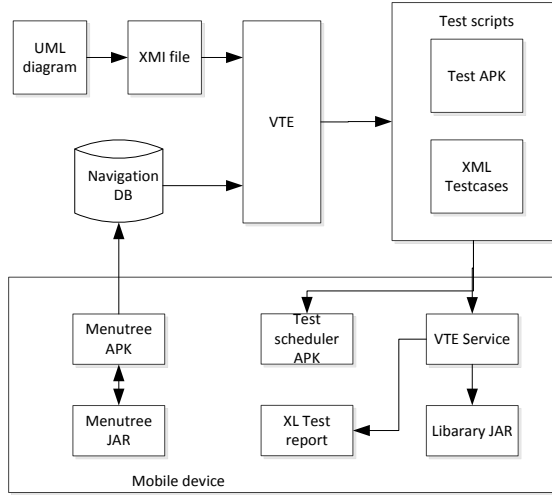 Test scripts
UML
diagram
XMI file
VTE
Test APK
XML
Testcases
Navigation
DB
Menutree
APK
Test
scheduler
APK
VTE Service
Menutree
JAR
XL Test
report
Libarary JAR
Mobile device